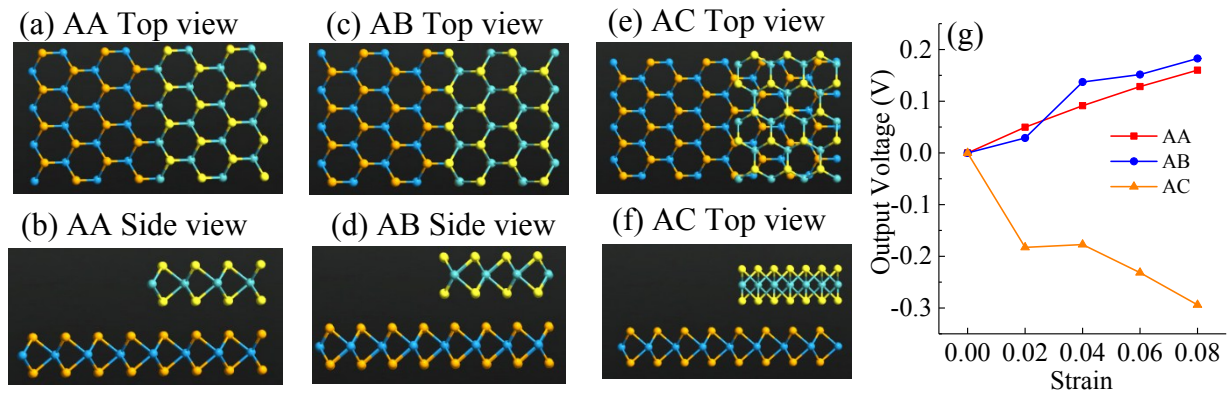 (a) AA Top view
(c) AB Top view
(e) AC Top view
(b) AA Side view
(d) AB Side view
(f) AC Top view
(g)
Output Voltage (V)
0.2
0.1
0.0
-0.1
-0.2
-0.3
AA
AB
AC
0.00 0.02 0.04 0.06 0.08
Strain